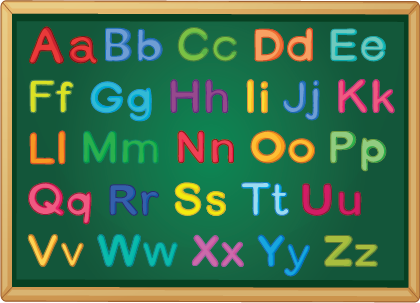 Aa Bb Cc Dd Ee
Ff Gg Hh Ii Jj Kk
Ll Mm Nn Oo Pp
Qq Rr Ss Tt Uu
Vv Ww Xx Yy Zz